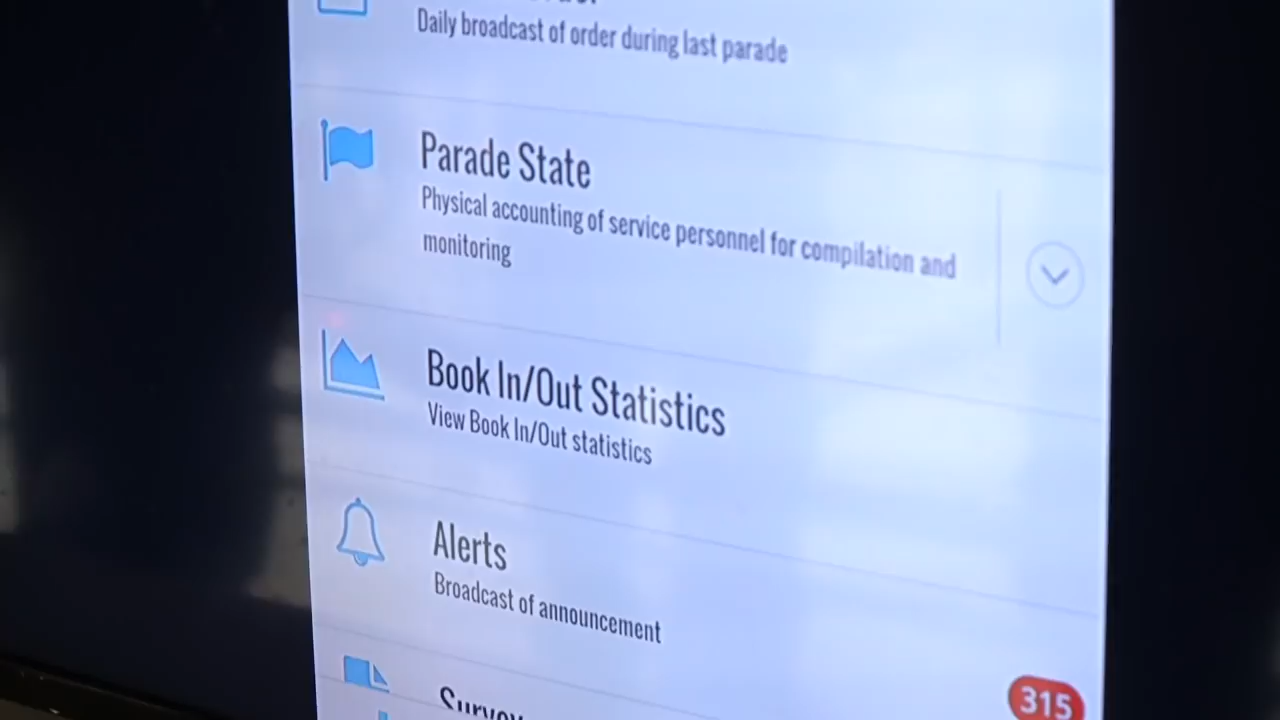 Daily broadcast of order during last parade
Parade State
Physical accounting of service personnel for compilation and
monitoring
Book In/Out Statistics
View Book In/Out statistics
Alerts
Broadcast of announcement
Survey
315